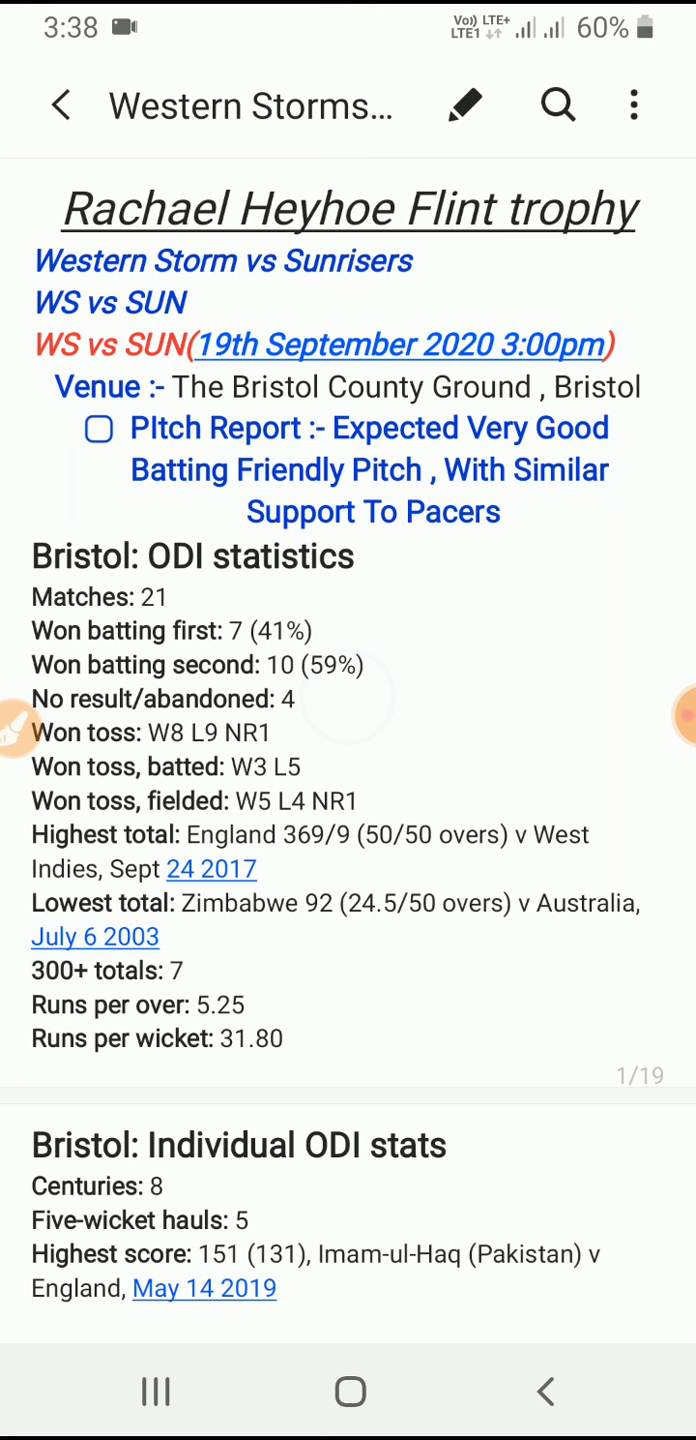 3:38
Vo)) LTE+
LTE1
60%
Western Storms...
Rachael Heyhoe Flint trophy
Western Storm vs Sunrisers
WS vs SUN
WS vs SUN(19th September 2020 3:00pm)
Venue :- The Bristol County Ground , Bristol
PItch Report :- Expected Very Good
Batting Friendly Pitch , With Similar
Support To Pacers
Bristol: ODI statistics
Matches: 21
Won batting first: 7 (41%)
Won batting second: 10 (59%)
No result/abandoned: 4
Won toss: W8 L9 NR1
Won toss, batted: W3 L5
Won toss, fielded: W5 L4 NR1
Highest total: England 369/9 (50/50 overs) v West
Indies, Sept 24 2017
Lowest total: Zimbabwe 92 (24.5/50 overs) v Australia,
July 6 2003
300+ totals: 7
Runs per over: 5.25
Runs per wicket: 31.80
1/19
Bristol: Individual ODI stats
Centuries: 8
Five-wicket hauls: 5
Highest score: 151 (131), Imam-ul-Haq (Pakistan) v
England, May 14 2019